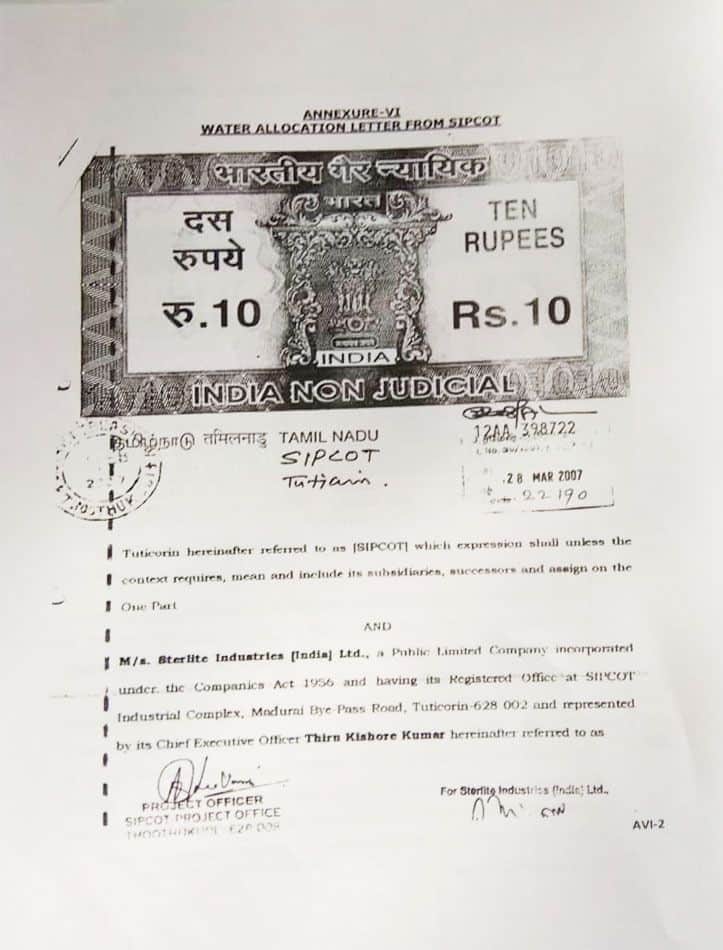 ANNEXURE-VI
WATER ALLOCATION LETTER FROM SIPCOT
भारतीय गैर न्यायिक
भारत
दस
रुपये
रु.10
TEN
RUPEES
Rs.10
INDIA
INDIA NON JUDICIAL
தமிழ்நாடு तमिलनाडु TAMIL NADU
SIPCOT
12AA 398722
28 MAR 2007
22190
Tuticorin hereinafter referred to as [SIPCOT] which expression shall unless the
context requires, mean and include its subsidiaries, successors and assign on the
One Part
AND
M/s. Sterlite Industries [India] Ltd., a Public Limited Company incorporated
under the Companies Act 1956 and having its Registered Office at SIPCOT
Industrial Complex, Madurai Bye-Pass Road, Tuticorin-628 002 and represented
by its Chief Executive Officer Thiru Kishore Kumar hereinafter referred to as
PROJECT OFFICER
SIPCOT PROJECT OFFICE
For Sterlite Industries (India) Ltd.,
AVI-2